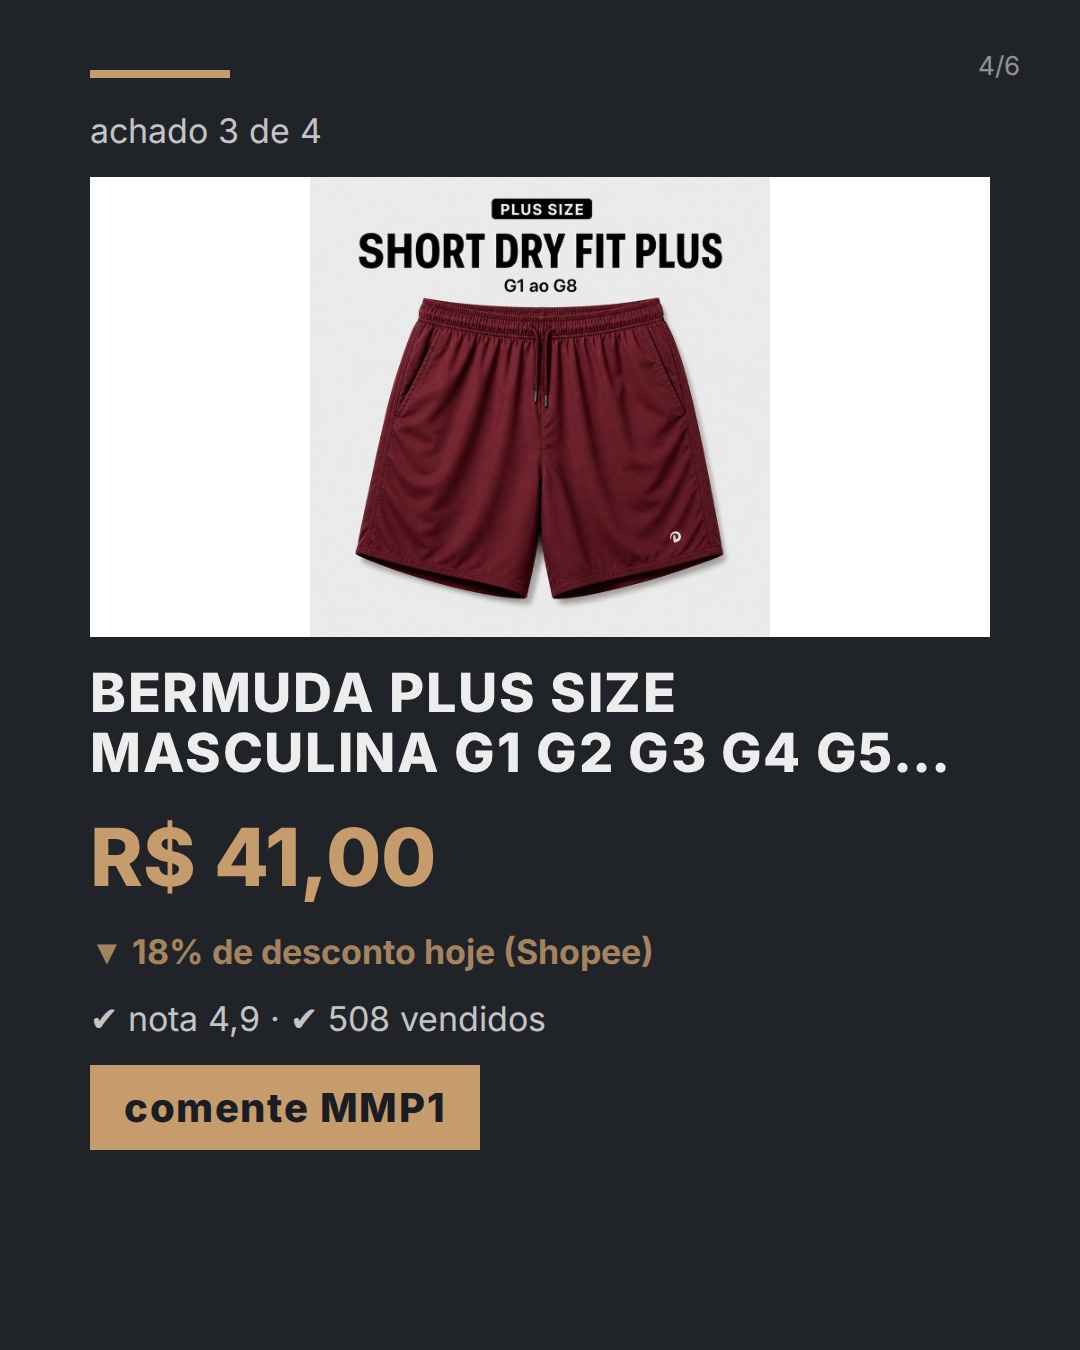 4/6
achado 3 de 4
PLUS SIZE
SHORT DRY FIT PLUS
G1 ao G8
BERMUDA PLUS SIZE
MASCULINA G1 G2 G3 G4 G5...
R$ 41,00
▼ 18% de desconto hoje (Shopee)
✔ nota 4,9 · ✔ 508 vendidos
comente MMP1